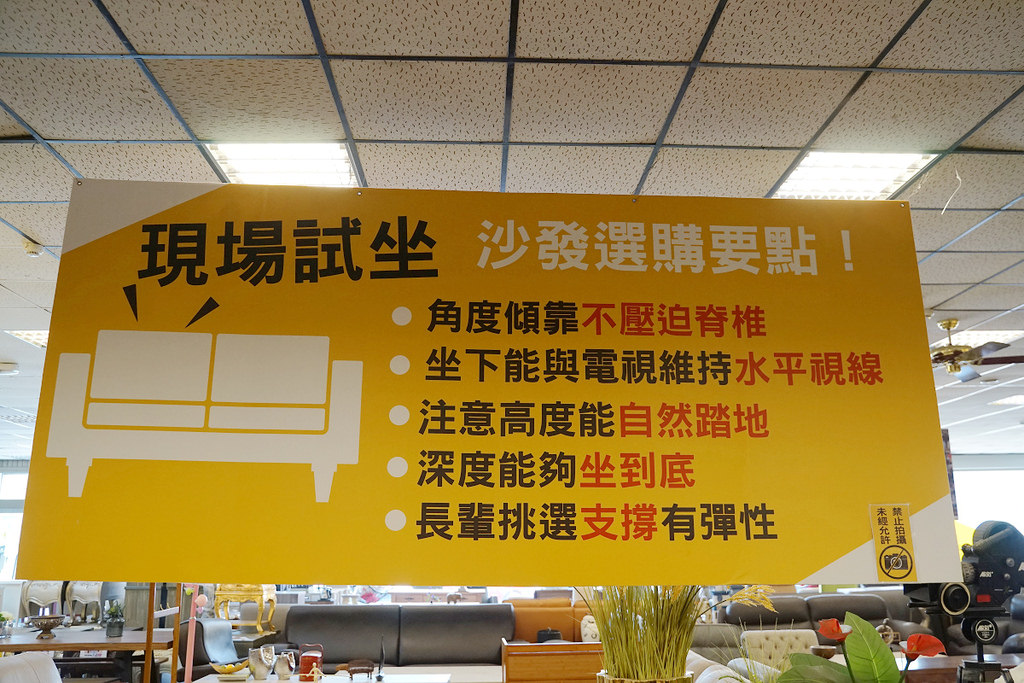 現場試坐 沙發選購要點！
角度傾靠不壓迫脊椎
坐下能與電視維持水平視線
注意高度能自然踏地
深度能夠坐到底
長輩挑選支撐有彈性
未經允許
禁止拍攝